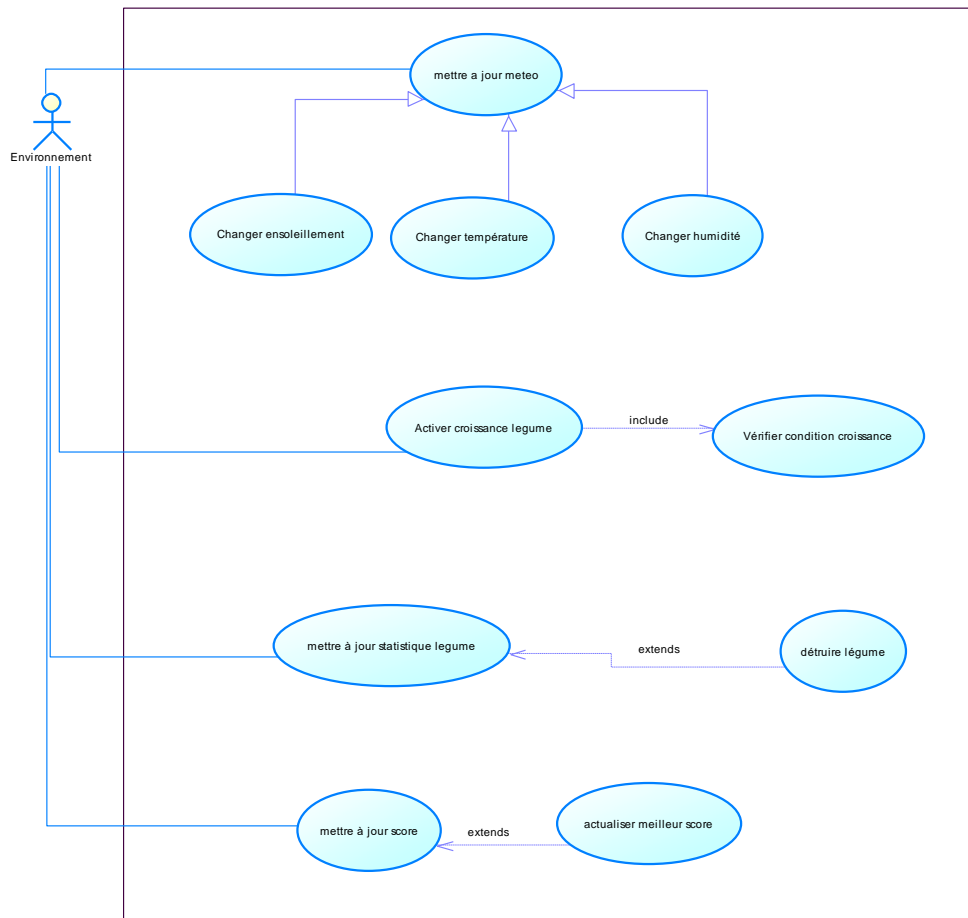 mettre a jour meteo
Environnement
Changer ensoleillement
Changer température
Changer humidité
Activer croissance legume
include
Vérifier condition croissance
mettre à jour statistique legume
extends
détruire légume
mettre à jour score
extends
actualiser meilleur score